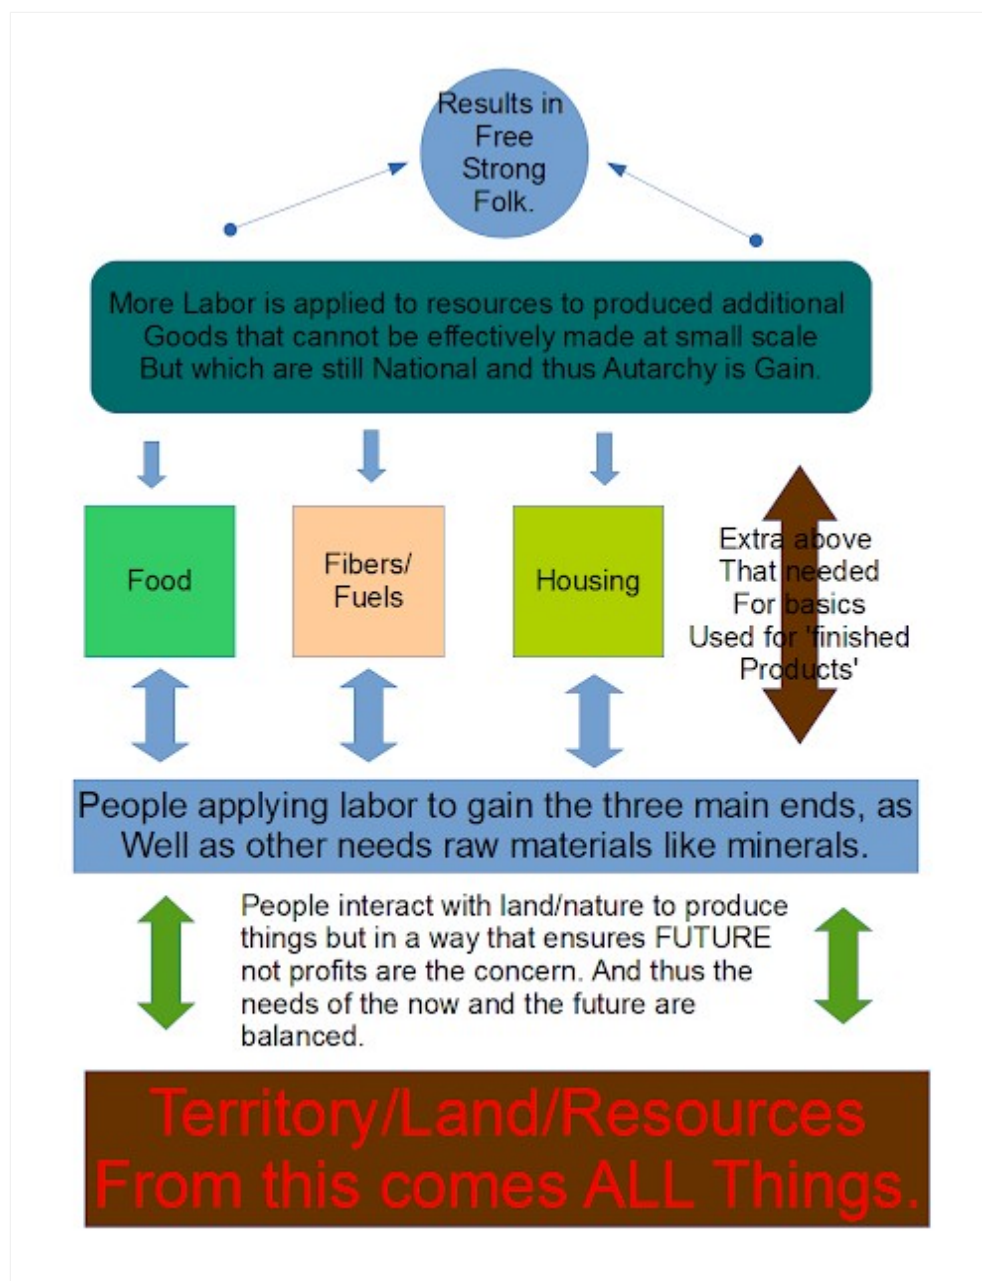 Results in
Free
Strong
Folk.
More Labor is applied to resources to produced additional
Goods that cannot be effectively made at small scale
But which are still National and thus Autarchy is Gain.
Food
Fibers/
Fuels
Housing
Extra above
That needed
For basics
Used for 'finished
Products'
People applying labor to gain the three main ends, as
Well as other needs raw materials like minerals.
People interact with land/nature to produce
things but in a way that ensures FUTURE
not profits are the concern. And thus the
needs of the now and the future are
balanced.
Territory/Land/Resources
From this comes ALL Things.